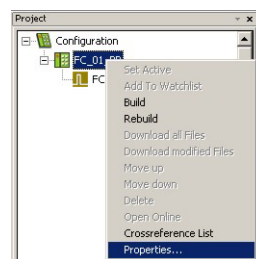 Project
Configuration
FC_01_PR
FC
Set Active
Add To Watchlist
Build
Rebuild
Download all Files
Download modified Files
Move up
Move down
Delete
Open Online
Crossreference List
Properties...